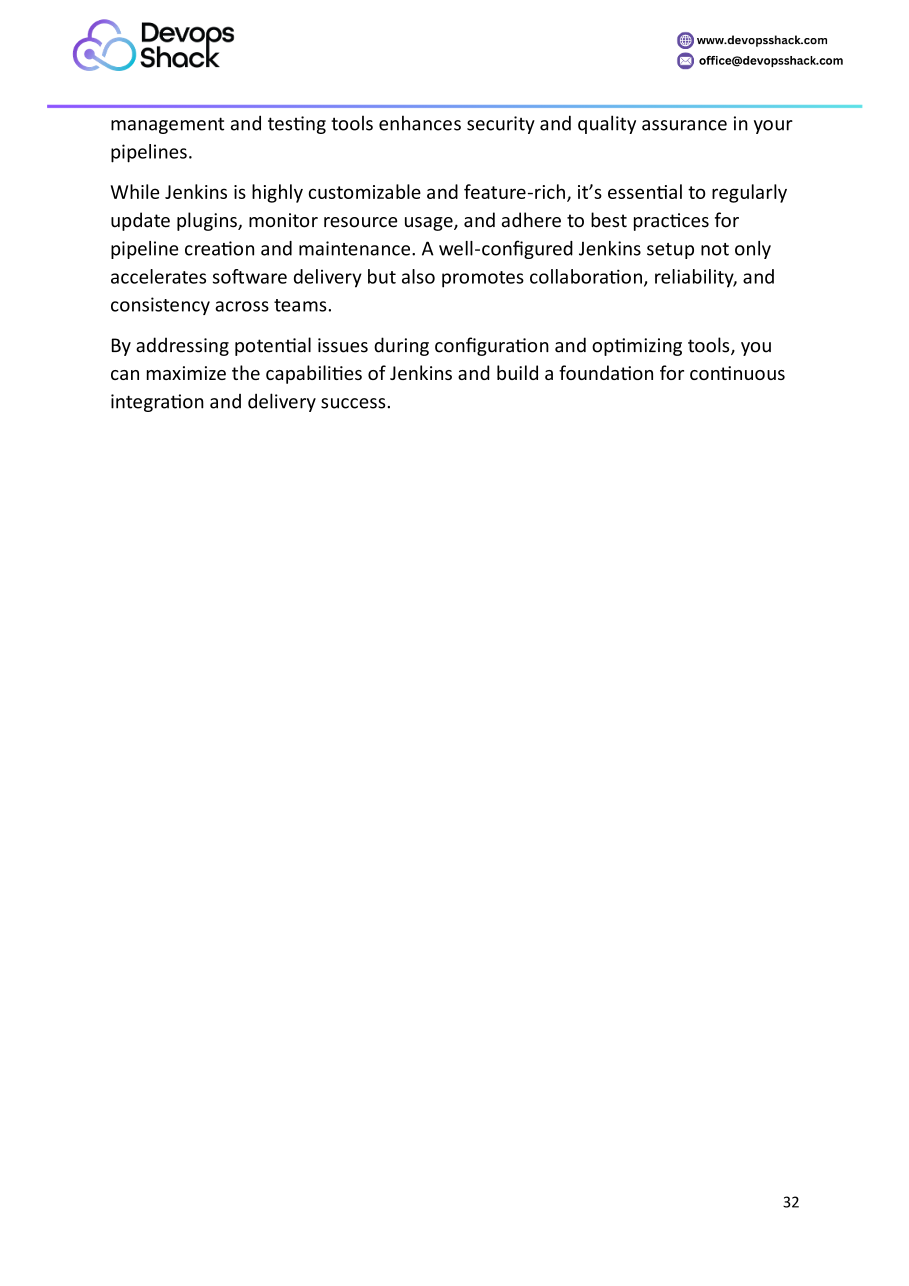 Devops
Shack
www.devopsshack.com
office@devopsshack.com
management and testing tools enhances security and quality assurance in your
pipelines.
While Jenkins is highly customizable and feature-rich, it’s essential to regularly
update plugins, monitor resource usage, and adhere to best practices for
pipeline creation and maintenance. A well-configured Jenkins setup not only
accelerates software delivery but also promotes collaboration, reliability, and
consistency across teams.
By addressing potential issues during configuration and optimizing tools, you
can maximize the capabilities of Jenkins and build a foundation for continuous
integration and delivery success.
32